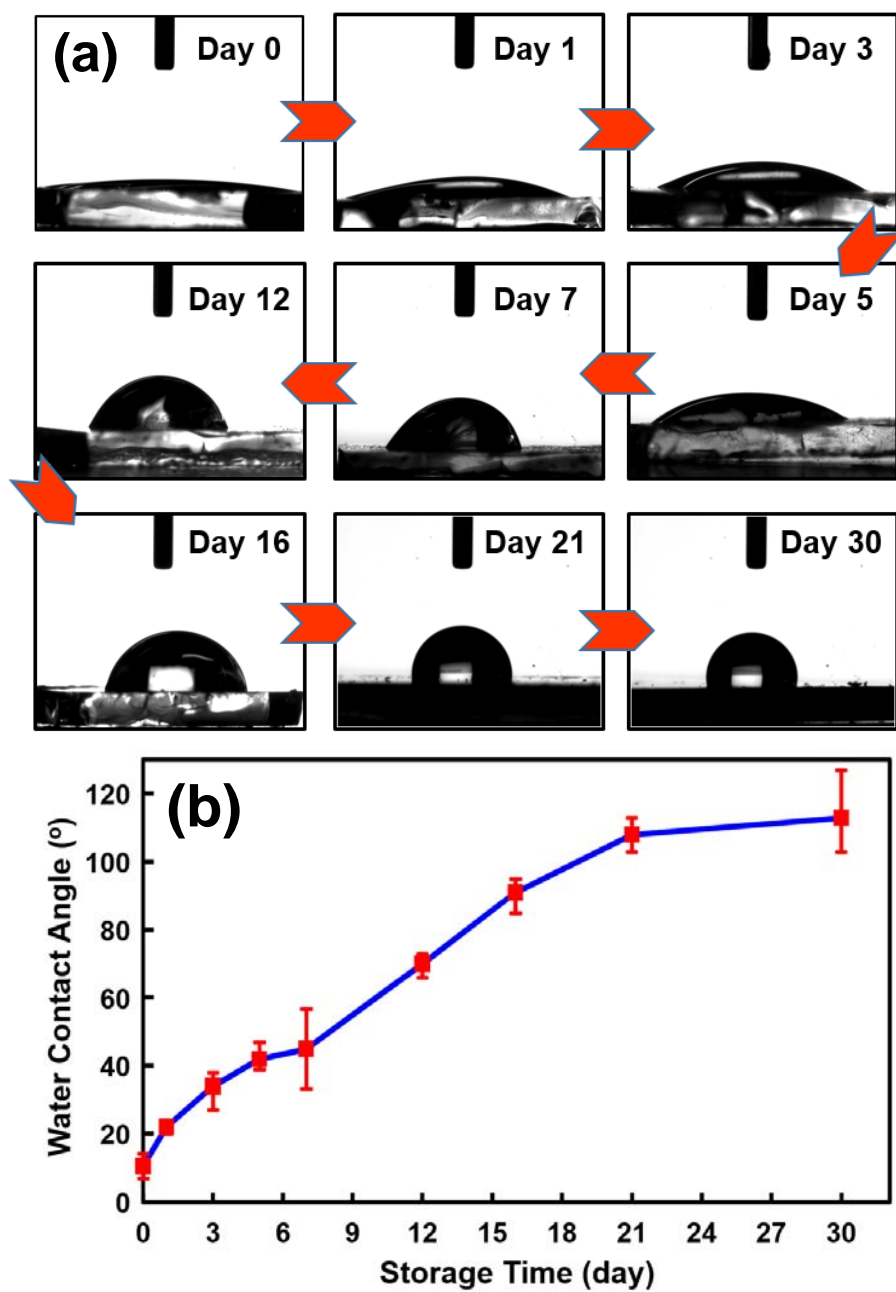 (a)
Day 0
Day 1
Day 3
Day 12
Day 7
Day 5
Day 16
Day 21
Day 30
(b)
Water Contact Angle (º)
120
100
80
60
40
20
0
0 3 6 9 12 15 18 21 24 27 30
Storage Time (day)